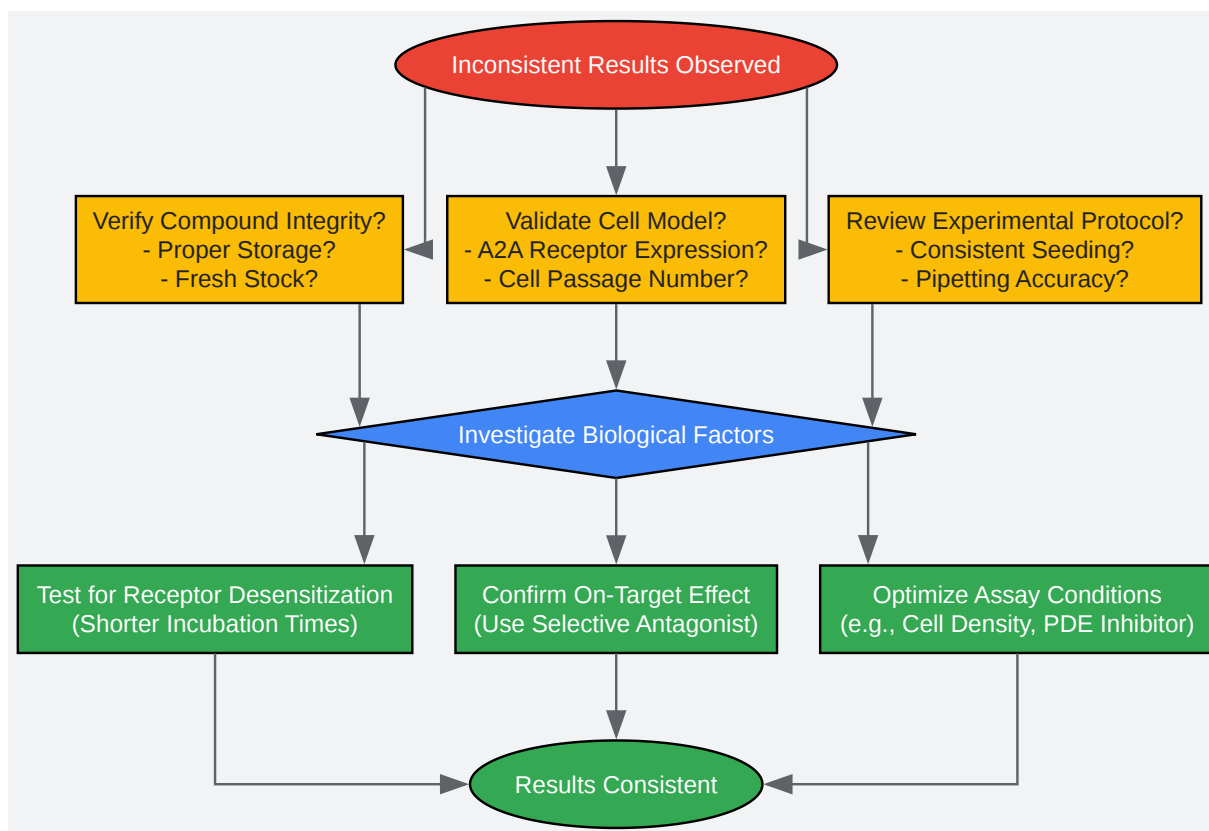 Inconsistent Results Observed
Verify Compound Integrity?
- Proper Storage?
- Fresh Stock?
Validate Cell Model?
- A2A Receptor Expression?
- Cell Passage Number?
Review Experimental Protocol?
- Consistent Seeding?
- Pipetting Accuracy?
Investigate Biological Factors
Test for Receptor Desensitization
(Shorter Incubation Times)
Confirm On-Target Effect
(Use Selective Antagonist)
Optimize Assay Conditions
(e.g., Cell Density, PDE Inhibitor)
Results Consistent